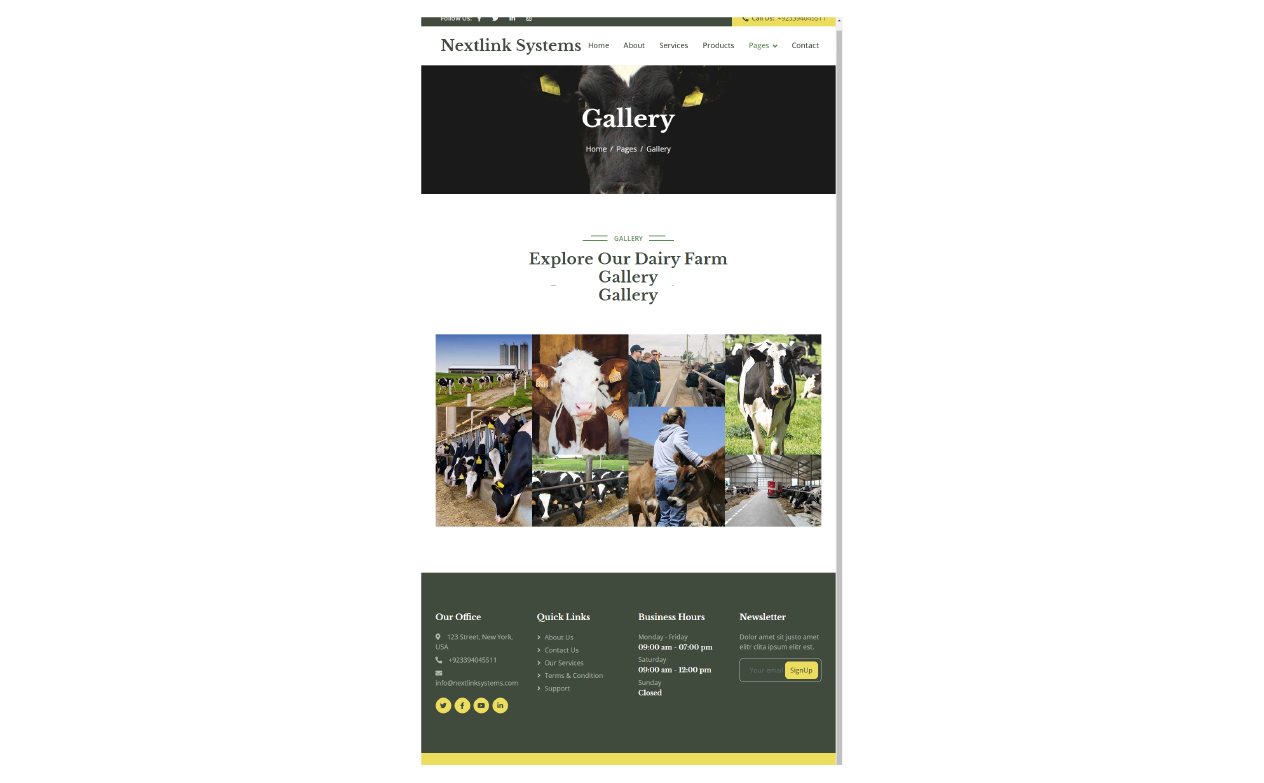 Follow Us:
Call Us: +923394045511
Nextlink Systems
Home About Services Products Pages Contact
Gallery
Home / Pages / Gallery
GALLERY
Explore Our Dairy Farm
Gallery
Gallery
Our Office
123 Street, New York,
USA
+923394045511
info@nextlinksystems.com
Quick Links
About Us
Contact Us
Our Services
Terms & Condition
Support
Business Hours
Monday - Friday
09:00 am - 07:00 pm
Saturday
09:00 am - 12:00 pm
Sunday
Closed
Newsletter
Dolor amet sit justo amet
elitr clita ipsum elitr est.
Your email
SignUp